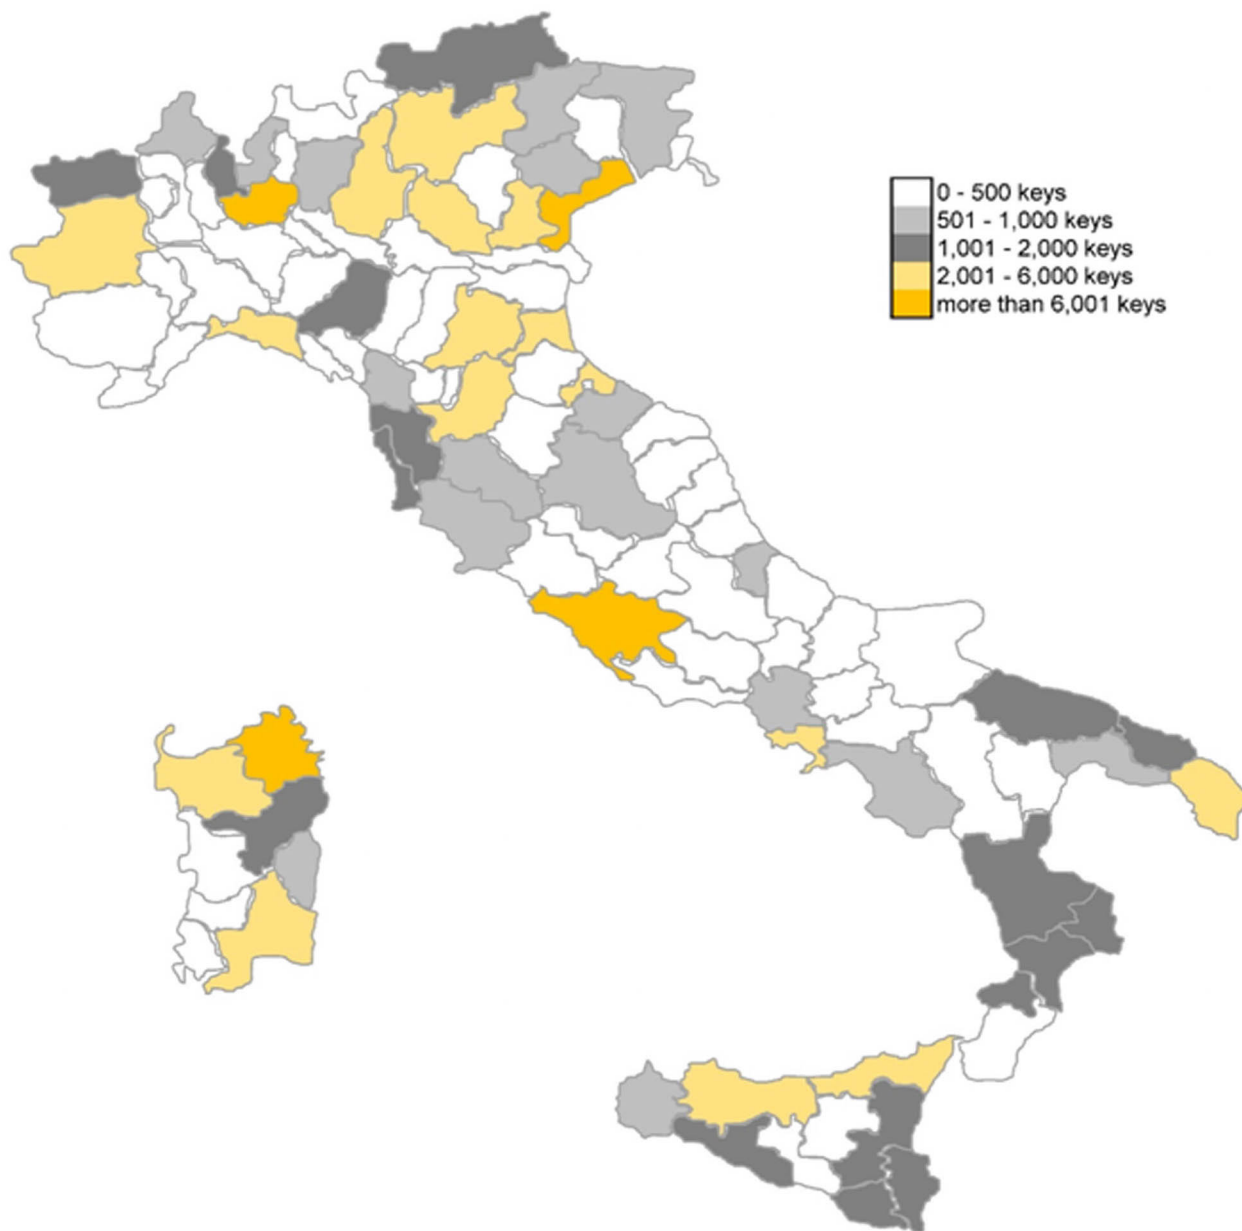 0 - 500 keys
501 - 1,000 keys
1,001 - 2,000 keys
2,001 - 6,000 keys
more than 6,001 keys